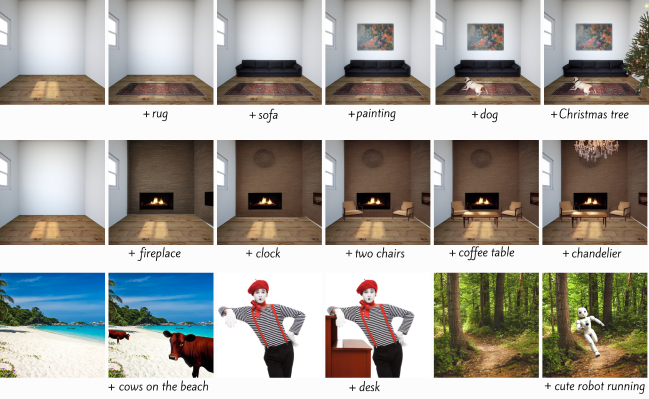 + rug
+ sofa
+ painting
+ dog
+ Christmas tree
+ fireplace
+ clock
+ two chairs
+ coffee table
+ chandelier
+ cows on the beach
+ desk
+ cute robot running